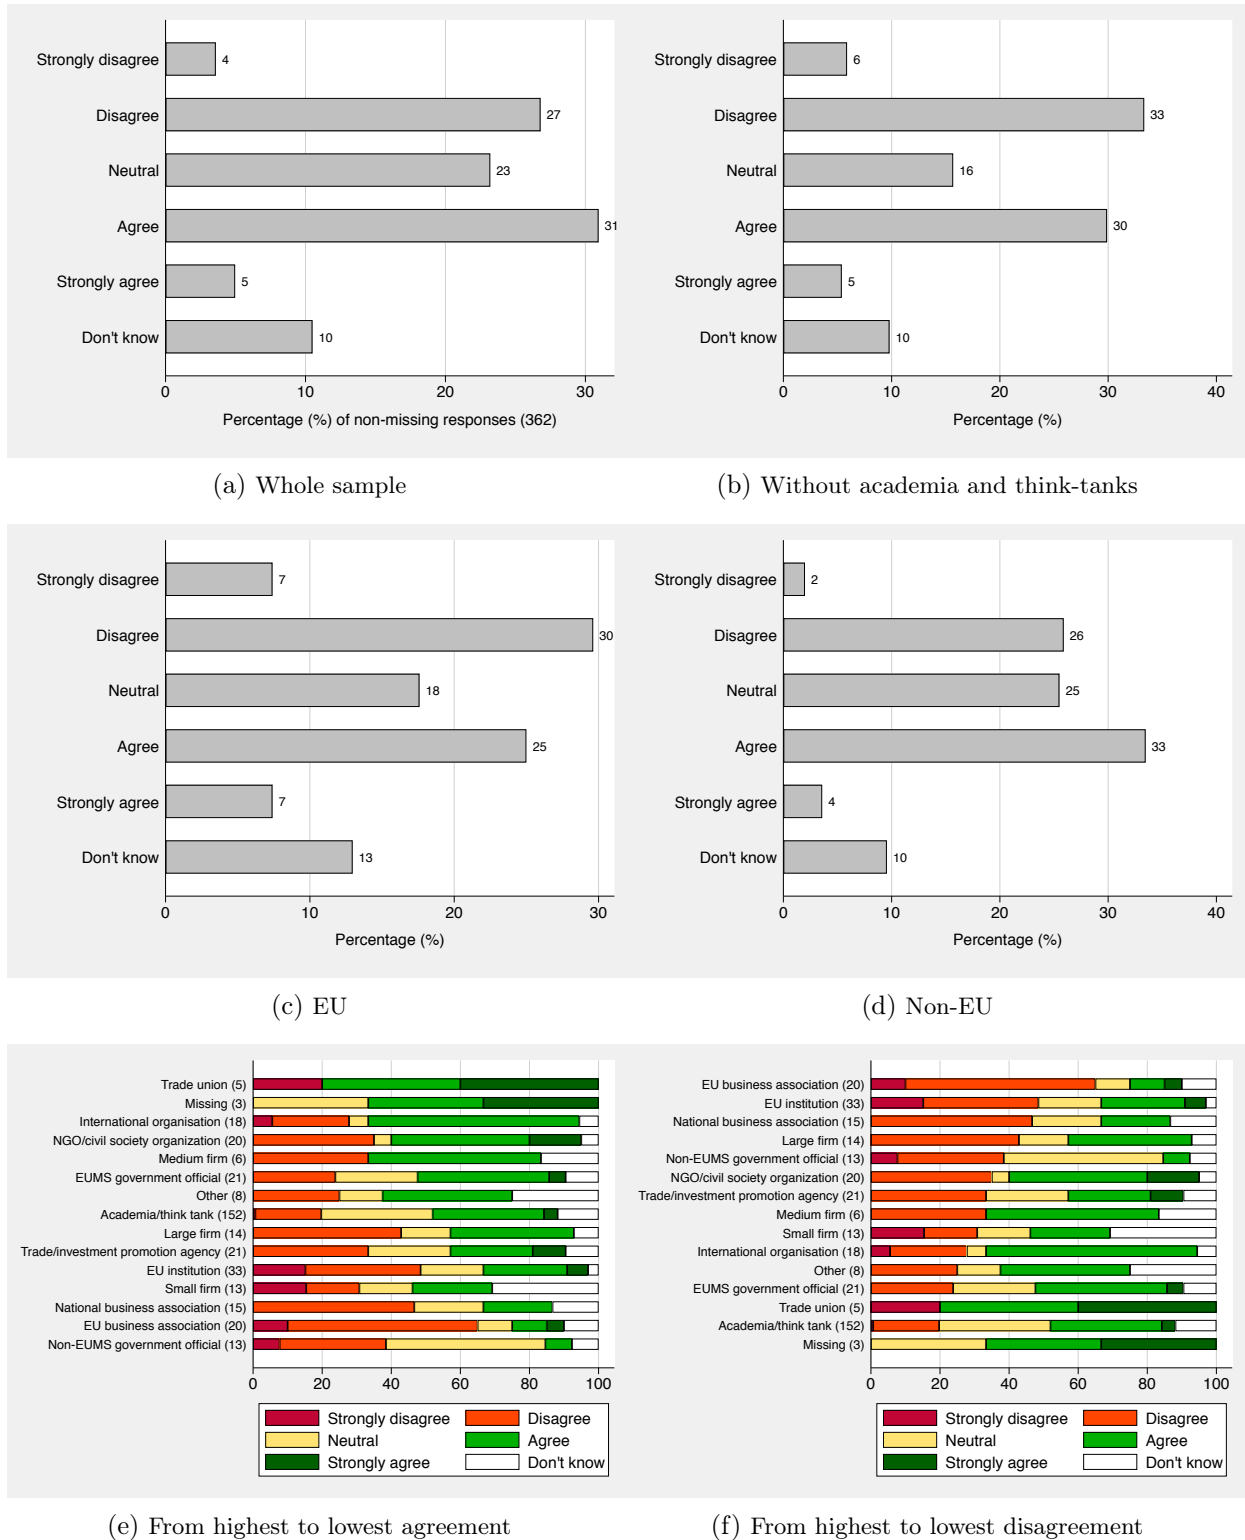 Strongly disagree
4
Disagree
27
Neutral
23
Agree
31
Strongly agree
5
Don't know
10
0 10 20 30
Percentage (%) of non-missing responses (362)
(a) Whole sample
Strongly disagree
6
Disagree
33
Neutral
16
Agree
30
Strongly agree
5
Don't know
10
0 10 20 30 40
Percentage (%)
(b) Without academia and think-tanks
Strongly disagree
7
Disagree
30
Neutral
18
Agree
25
Strongly agree
7
Don't know
13
0 10 20 30
Percentage (%)
(c) EU
Strongly disagree
2
Disagree
26
Neutral
25
Agree
33
Strongly agree
4
Don't know
10
0 10 20 30 40
Percentage (%)
(d) Non-EU
Trade union (5)
Missing (3)
International organisation (18)
NGO/civil society organization (20)
Medium firm (6)
EUMS government official (21)
Other (8)
Academia/think tank (152)
Large firm (14)
Trade/investment promotion agency (21)
EU institution (33)
Small firm (13)
National business association (15)
EU business association (20)
Non-EUMS government official (13)
0 20 40 60 80 100
Strongly disagree Disagree
Neutral Agree
Strongly agree Don't know
(e) From highest to lowest agreement
EU business association (20)
EU institution (33)
National business association (15)
Large firm (14)
Non-EUMS government official (13)
NGO/civil society organization (20)
Trade/investment promotion agency (21)
Medium firm (6)
Small firm (13)
International organisation (18)
Other (8)
EUMS government official (21)
Trade union (5)
Academia/think tank (152)
Missing (3)
0 20 40 60 80 100
Strongly disagree Disagree
Neutral Agree
Strongly agree Don't know
(f) From highest to lowest disagreement